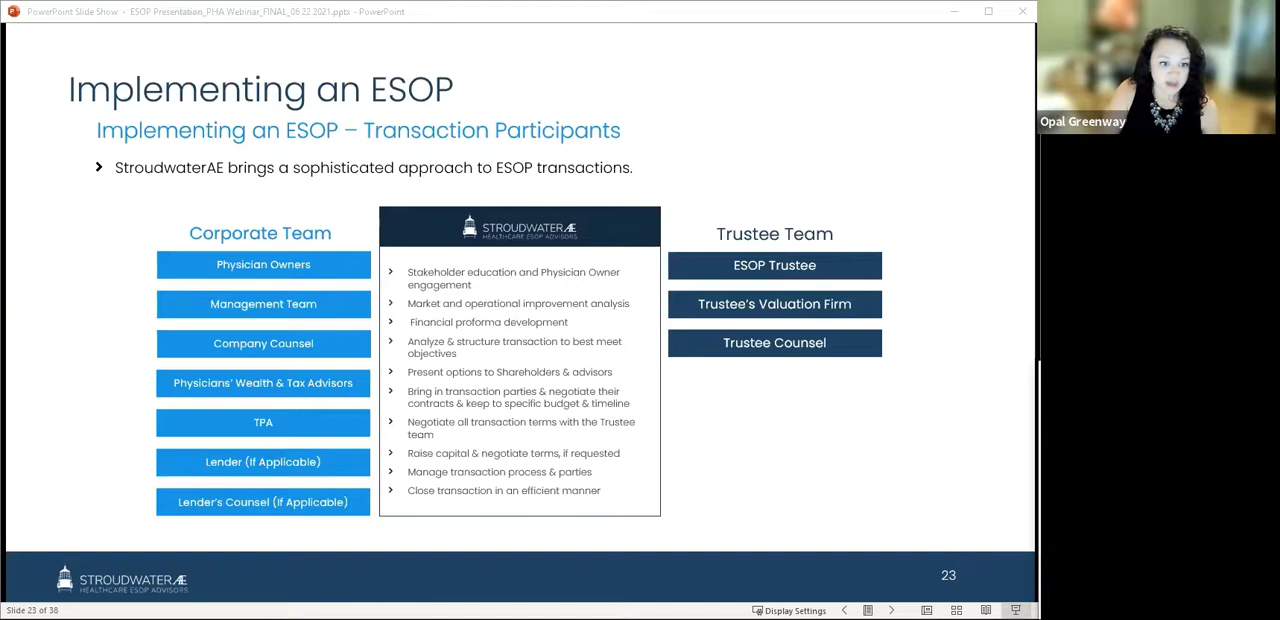 PowerPoint Slide Show - ESOP Presentation_PHA Webinar_FINAL_06 22 2021.pptx - PowerPoint
Opal Greenway
Implementing an ESOP
Implementing an ESOP – Transaction Participants
StroudwaterAE brings a sophisticated approach to ESOP transactions.
Corporate Team
Physician Owners
Management Team
Company Counsel
Physicians' Wealth & Tax Advisors
TPA
Lender (If Applicable)
Lender's Counsel (If Applicable)
STROUDWATER AE
HEALTHCARE ESOP ADVISORS
Stakeholder education and Physician Owner
engagement
Market and operational improvement analysis
Financial proforma development
Analyze & structure transaction to best meet
objectives
Present options to Shareholders & advisors
Bring in transaction parties & negotiate their
contracts & keep to specific budget & timeline
Negotiate all transaction terms with the Trustee
team
Raise capital & negotiate terms, if requested
Manage transaction process & parties
Close transaction in an efficient manner
Trustee Team
ESOP Trustee
Trustee's Valuation Firm
Trustee Counsel
STROUDWATER AE
HEALTHCARE ESOP ADVISORS
23
Slide 23 of 38
Display Settings